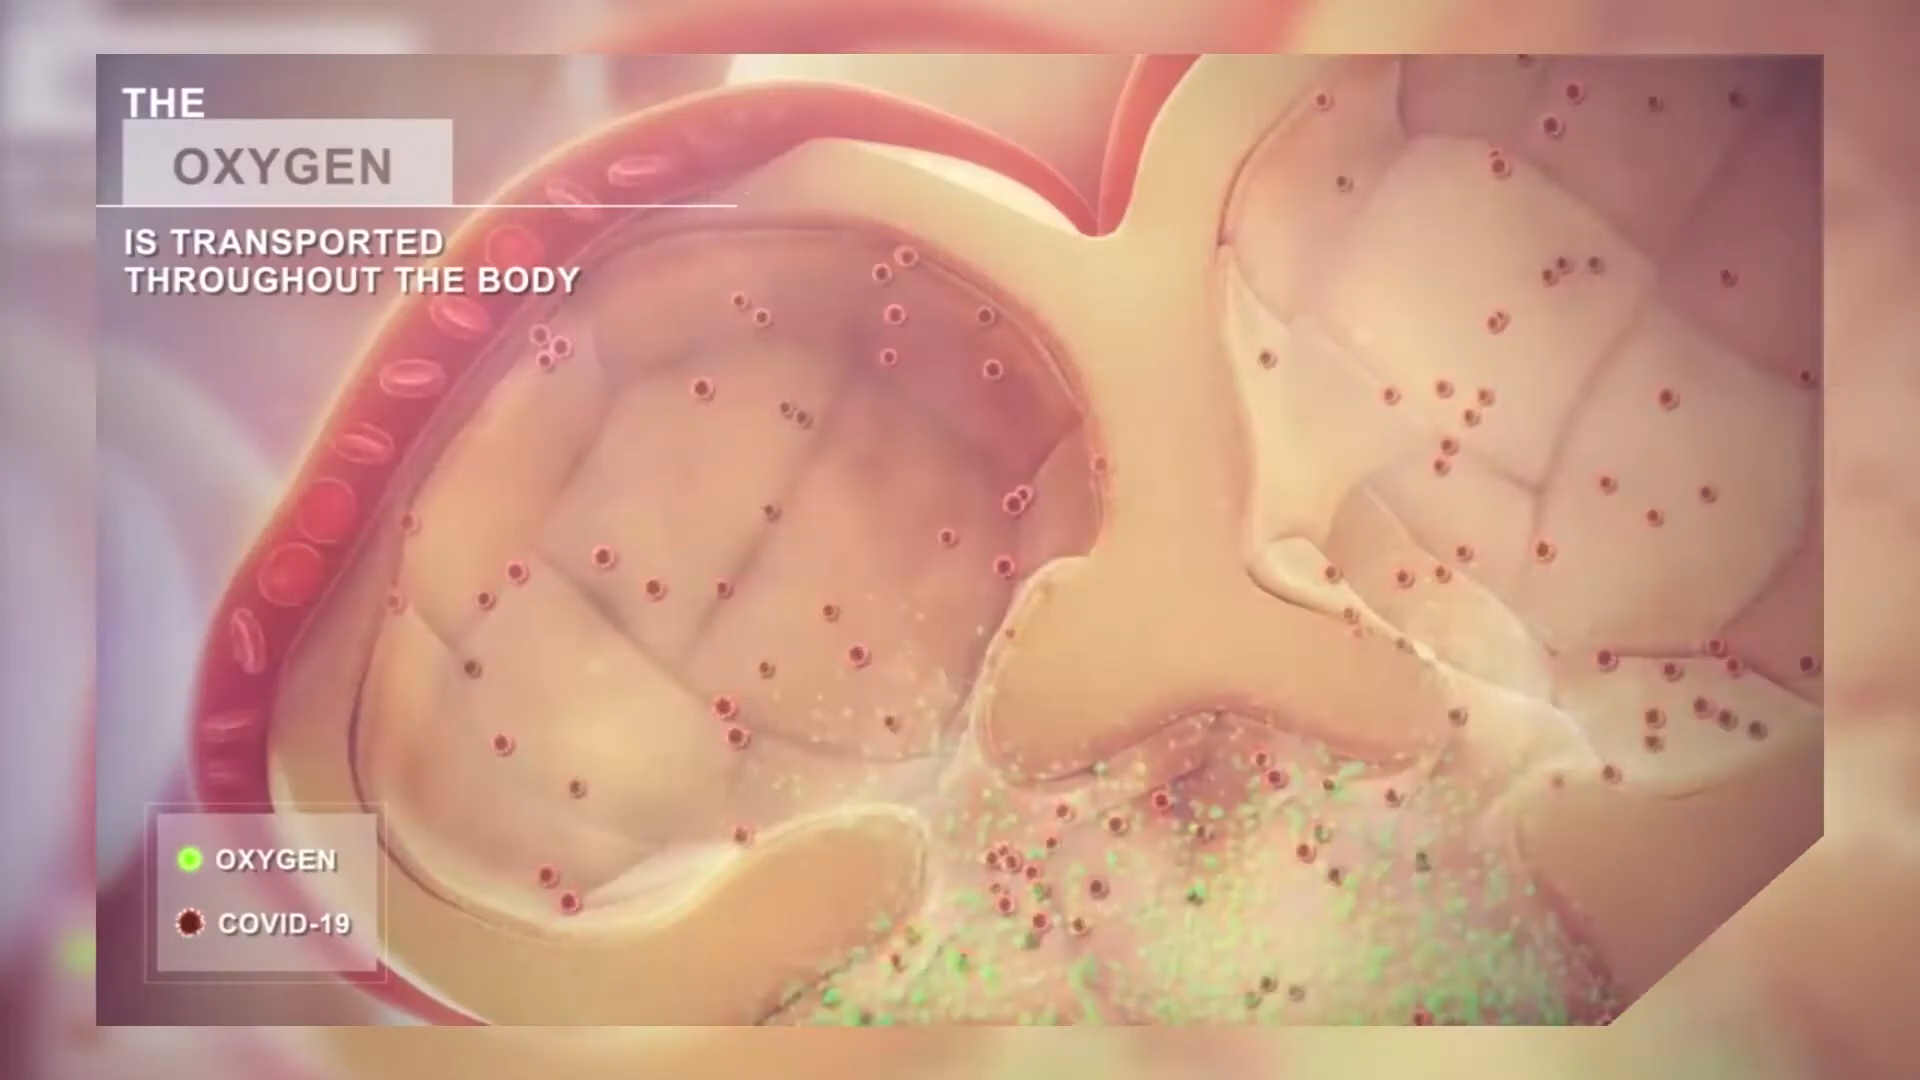 THE
OXYGEN
IS TRANSPORTED
THROUGHOUT THE BODY
OXYGEN
COVID-19